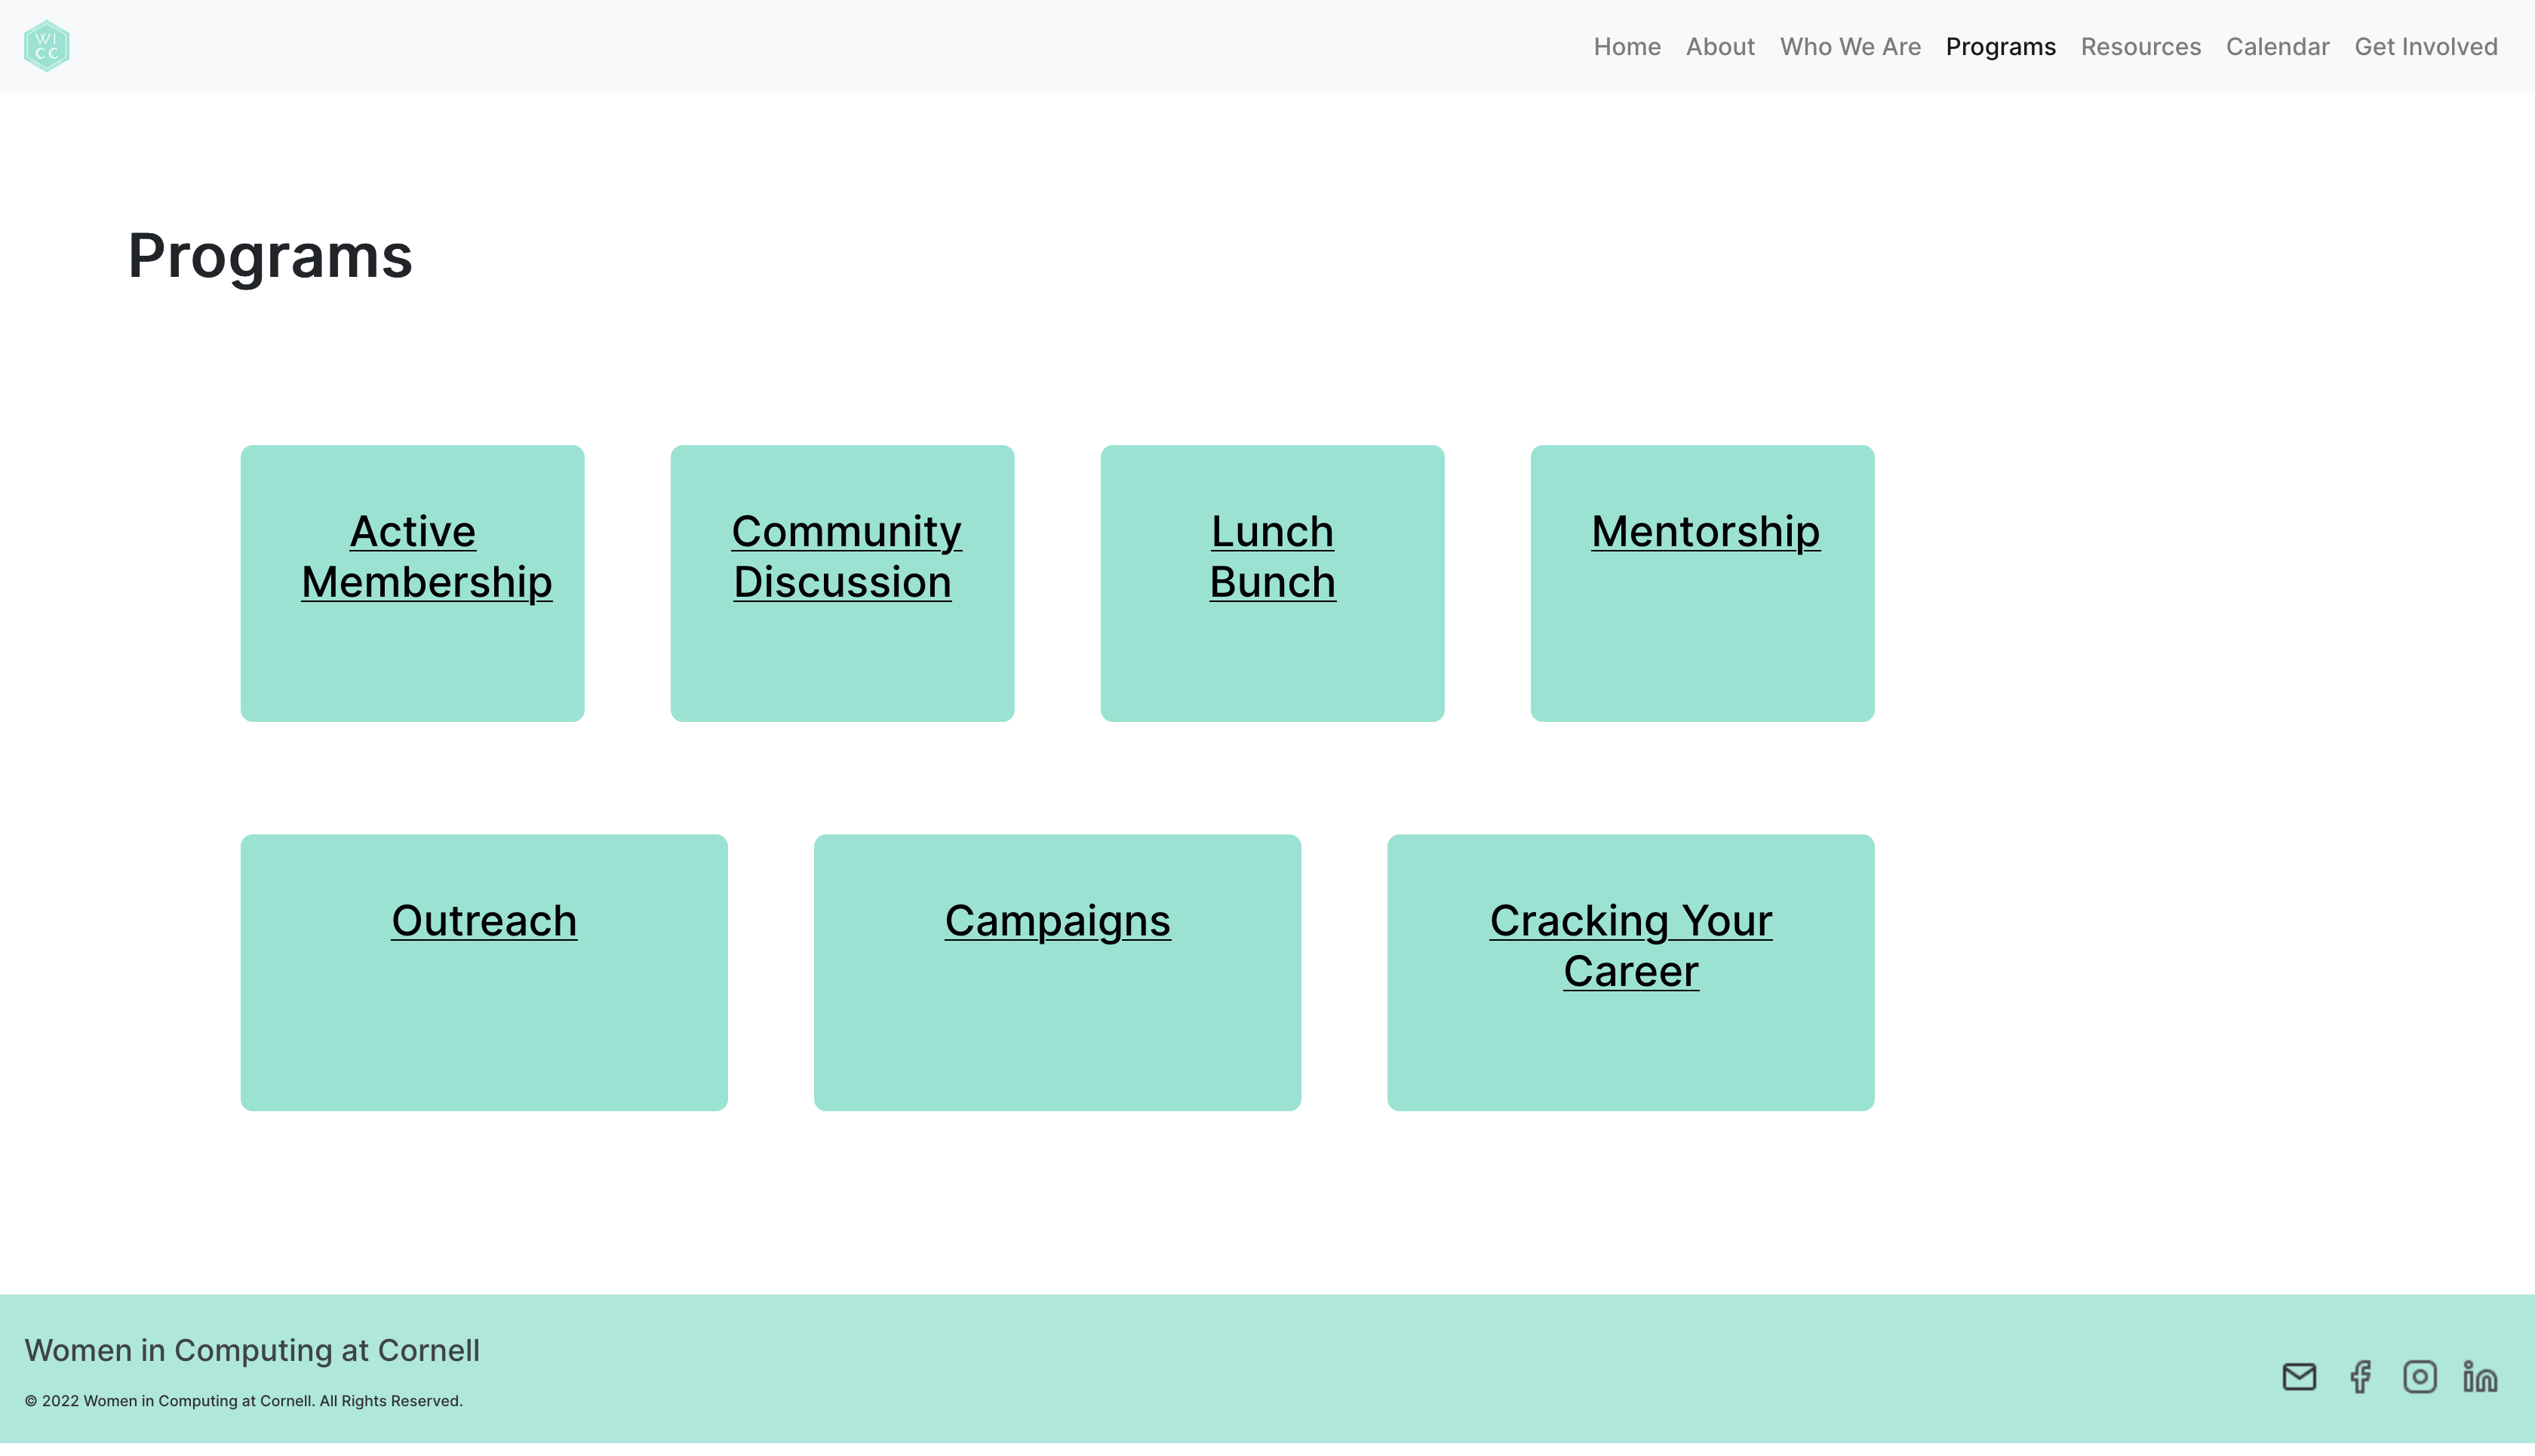 WI
CC
Home About Who We Are Programs Resources Calendar Get Involved
Programs
Active
Membership
Community
Discussion
Lunch
Bunch
Mentorship
Outreach
Campaigns
Cracking Your
Career
Women in Computing at Cornell
© 2022 Women in Computing at Cornell. All Rights Reserved.